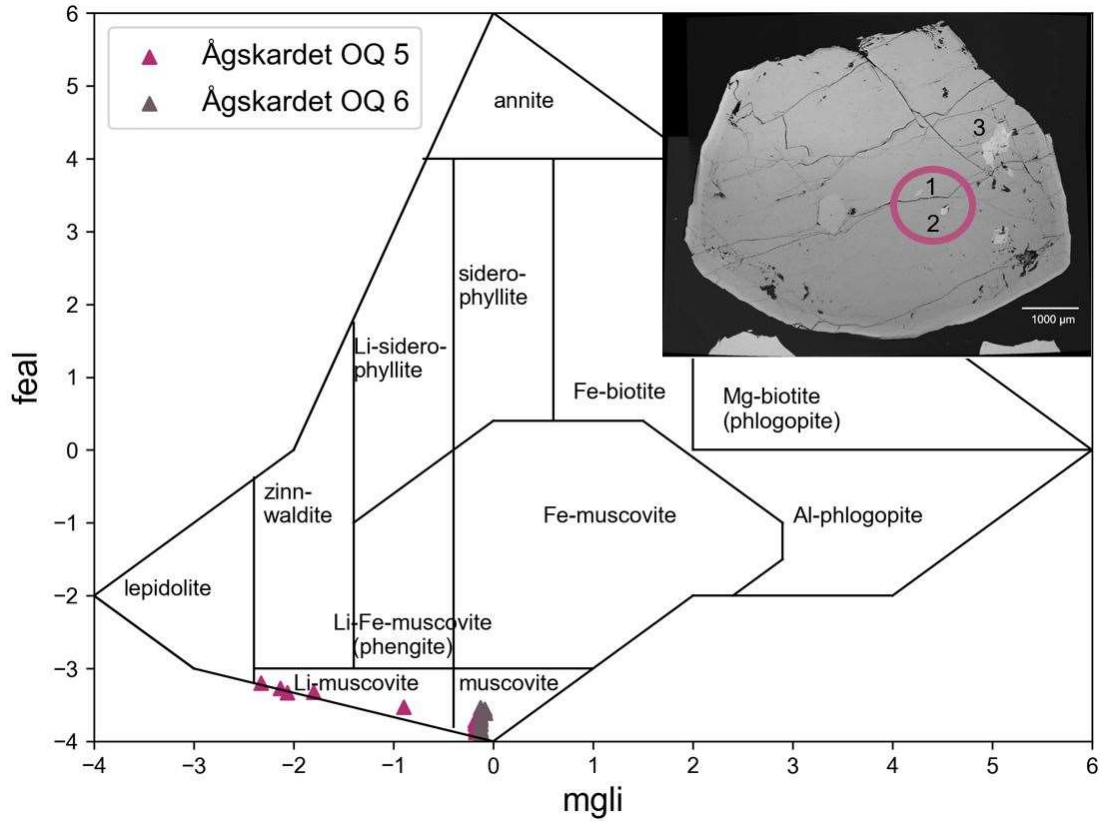 6
5
4
3
2
1
0
−1
−2
−3
−4
feal
−4
−3
−2
−1
0
1
2
3
4
5
6
mgli
Ågskardet OQ 5
Ågskardet OQ 6
annite
sidero-
phyllite
Li-sidero-
phyllite
Fe-biotite
Mg-biotite
(phlogopite)
zinn-
waldite
Fe-muscovite
Al-phlogopite
lepidolite
Li-Fe-muscovite
(phengite)
Li-muscovite
muscovite
3
1
2
1000 µm